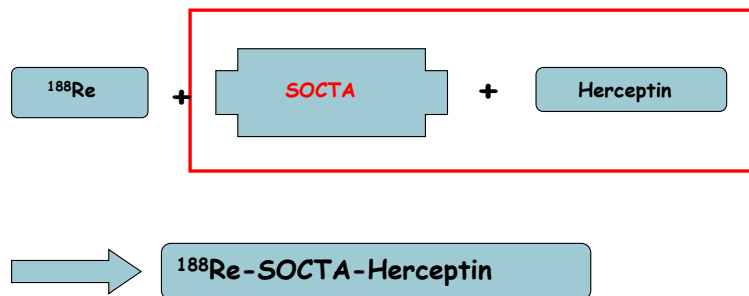 ¹⁸⁸Re + SOCTA + Herceptin
¹⁸⁸Re-SOCTA-Herceptin